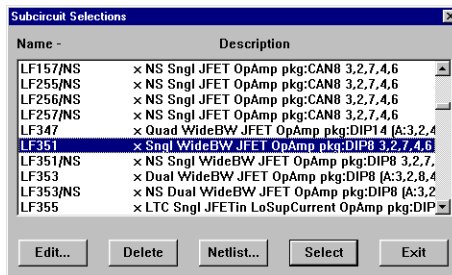 Subcircuit Selections
Name - Description
LF157/NS × NS Sngl JFET OpAmp pkg:CAN8 3,2,7,4,6
LF255/NS × NS Sngl JFET OpAmp pkg:CAN8 3,2,7,4,6
LF256/NS × NS Sngl JFET OpAmp pkg:CAN8 3,2,7,4,6
LF257/NS × NS Sngl JFET OpAmp pkg:CAN8 3,2,7,4,6
LF347 × Quad WideBW JFET OpAmp pkg:DIP14 (A:3,2,4
LF351 × Sngl WideBW JFET OpAmp pkg:DIP8 3,2,7,4,6
LF351/NS × NS Sngl WideBW JFET OpAmp pkg:DIP8 3,2,7,
LF353 × Dual WideBW JFET OpAmp pkg:DIP8 (A:3,2,8,4
LF353/NS × NS Dual WideBW JFET OpAmp pkg:DIP8 (A:3,2
LF355 × LTC Sngl JFETin LoSupCurrent OpAmp pkg:DIP
Edit... Delete Netlist... Select Exit